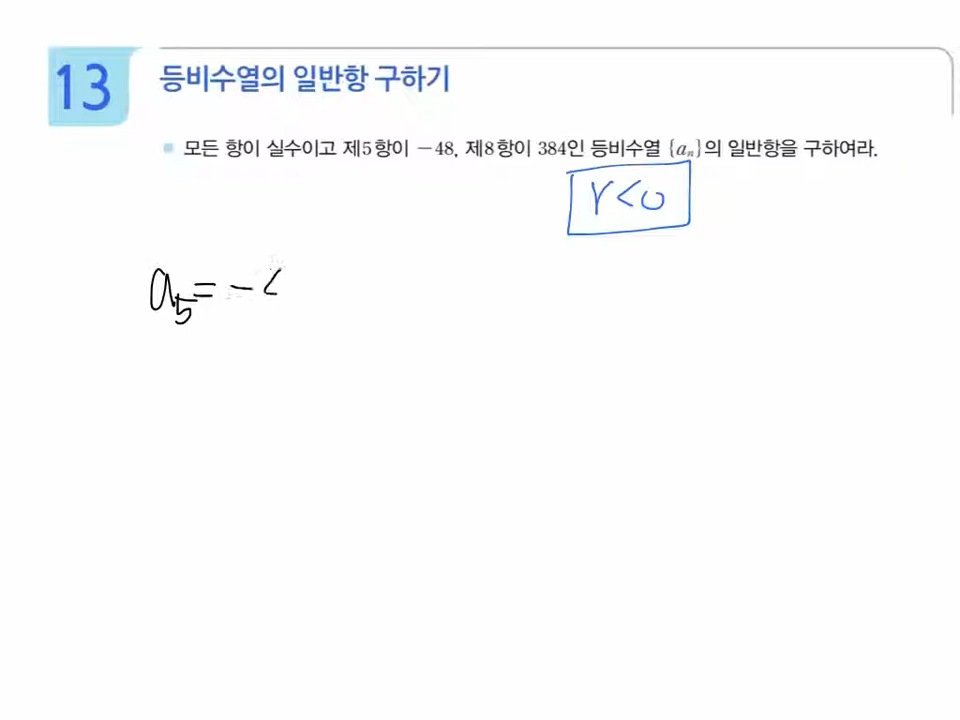 13 등비수열의 일반항 구하기
모든 항이 실수이고 제5항이 −48, 제8항이 384인 등비수열 {aₙ}의 일반항을 구하여라.
r<0
a₅=-